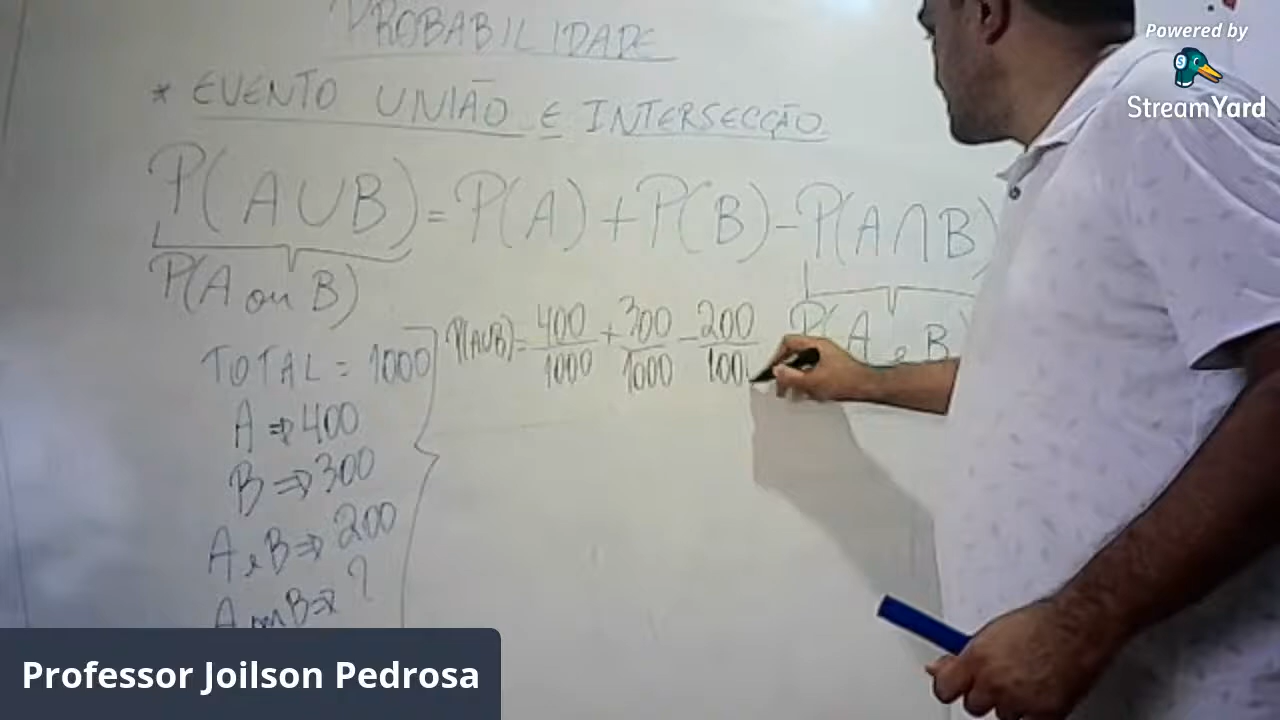 PROBABILIDADE
Powered by
StreamYard
* EVENTO UNIÃO E INTERSECÇÃO
P(A∪B)=P(A)+P(B)-P(A∩B)
P(A ou B)
P(A e B)
TOTAL = 1000
P(A∪B)= 400/1000 + 300/1000 - 200/100
A ⇒ 400
B ⇒ 300
A e B ⇒ 200
A ou B ⇒ ?
Professor Joilson Pedrosa